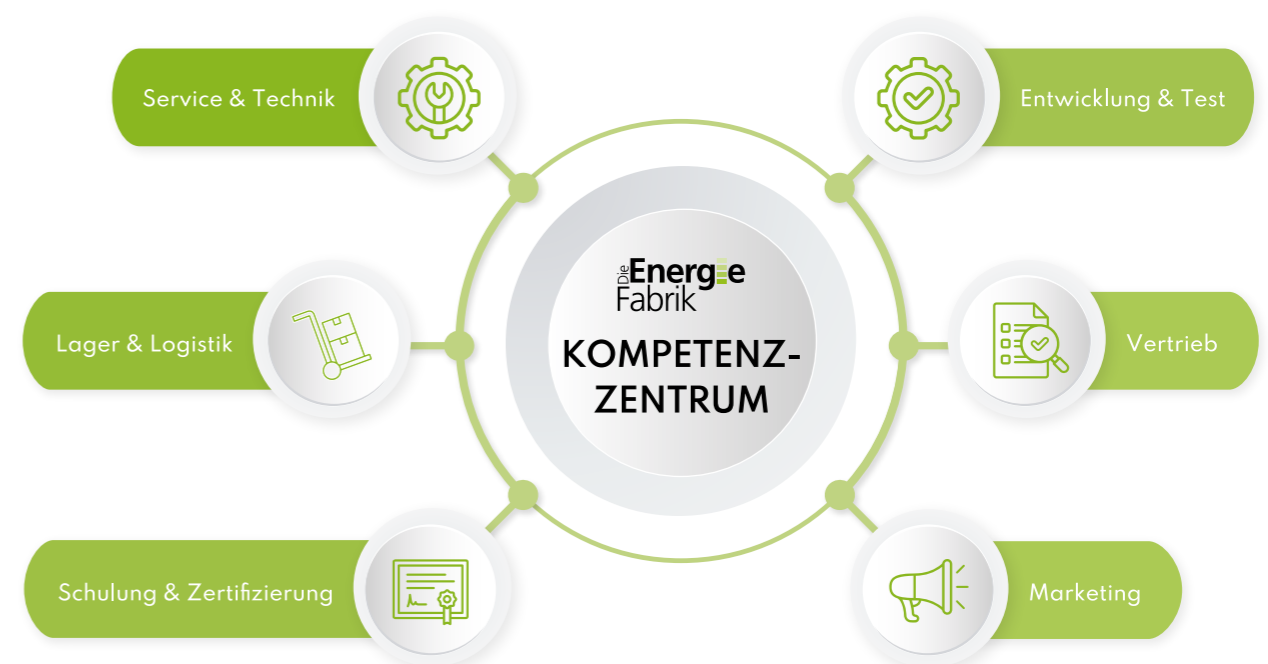 Service & Technik
Entwicklung & Test
Die Energie
Fabrik
KOMPETENZ-
ZENTRUM
Lager & Logistik
Vertrieb
Schulung & Zertifizierung
Marketing